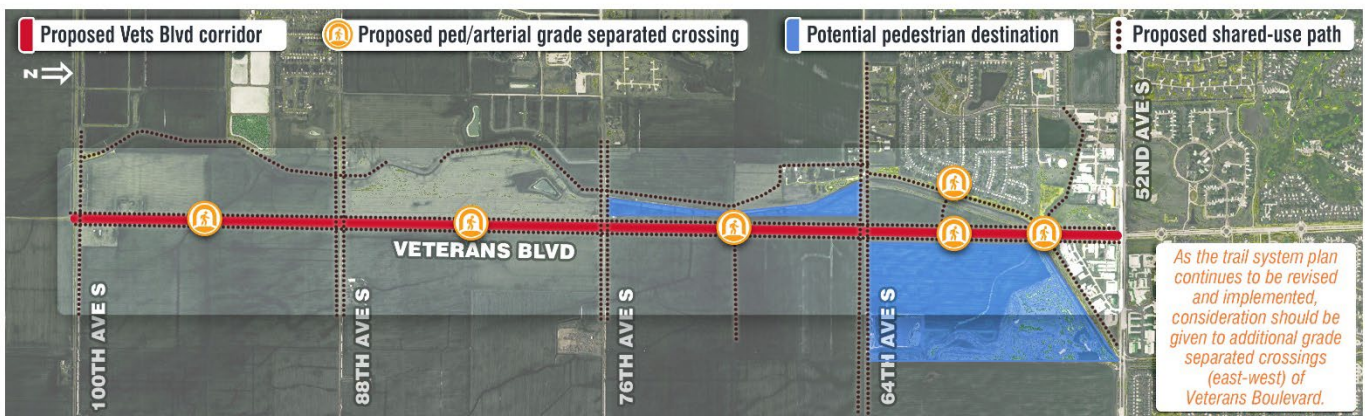 Proposed Vets Blvd corridor
Proposed ped/arterial grade separated crossing
Potential pedestrian destination
Proposed shared-use path
N
100TH AVE S
88TH AVE S
VETERANS BLVD
76TH AVE S
64TH AVE S
52ND AVE S
As the trail system plan
continues to be revised
and implemented,
consideration should be
given to additional grade
separated crossings
(east-west) of
Veterans Boulevard.